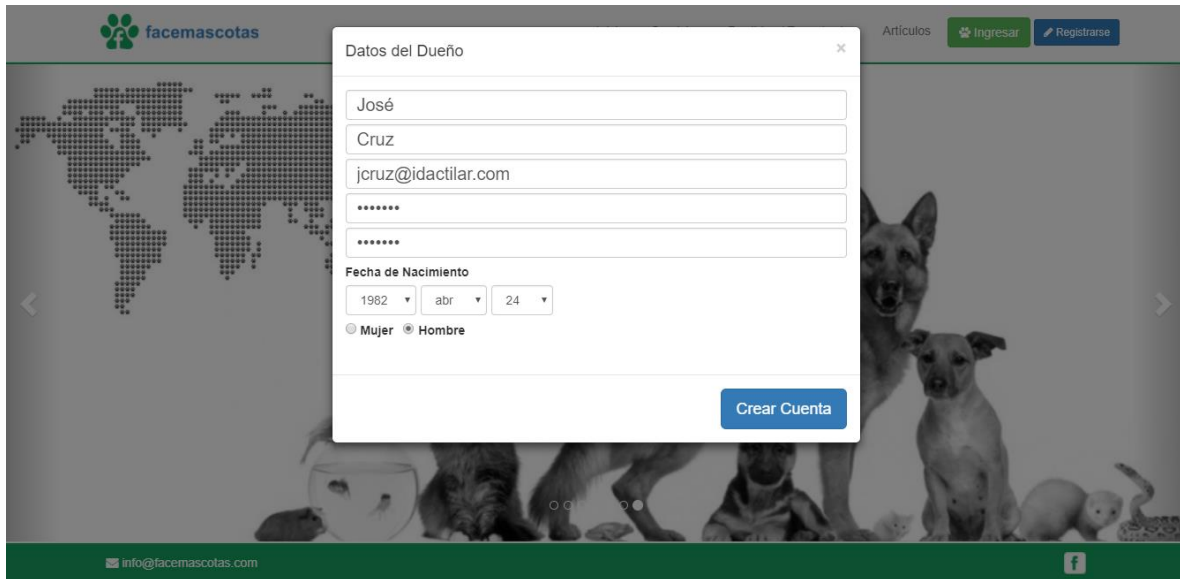 facemascotas
Artículos
Ingresar
Registrarse
Datos del Dueño
×
José
Cruz
jcruz@idactilar.com
•••••••
•••••••
Fecha de Nacimiento
1982 abr 24
Mujer Hombre
Crear Cuenta
info@facemascotas.com
f